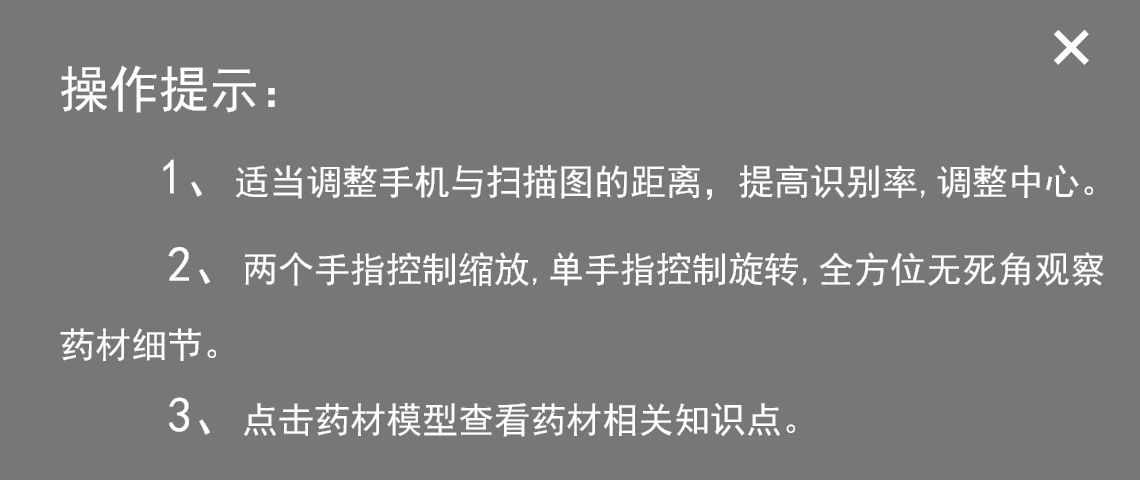 操作提示：
1、适当调整手机与扫描图的距离，提高识别率,调整中心。
2、两个手指控制缩放,单手指控制旋转,全方位无死角观察
药材细节。
3、点击药材模型查看药材相关知识点。